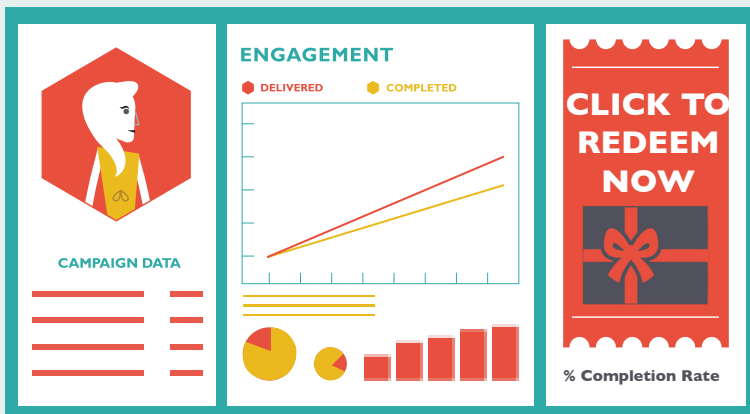 CAMPAIGN DATA
ENGAGEMENT
DELIVERED COMPLETED
CLICK TO
REDEEM
NOW
% Completion Rate